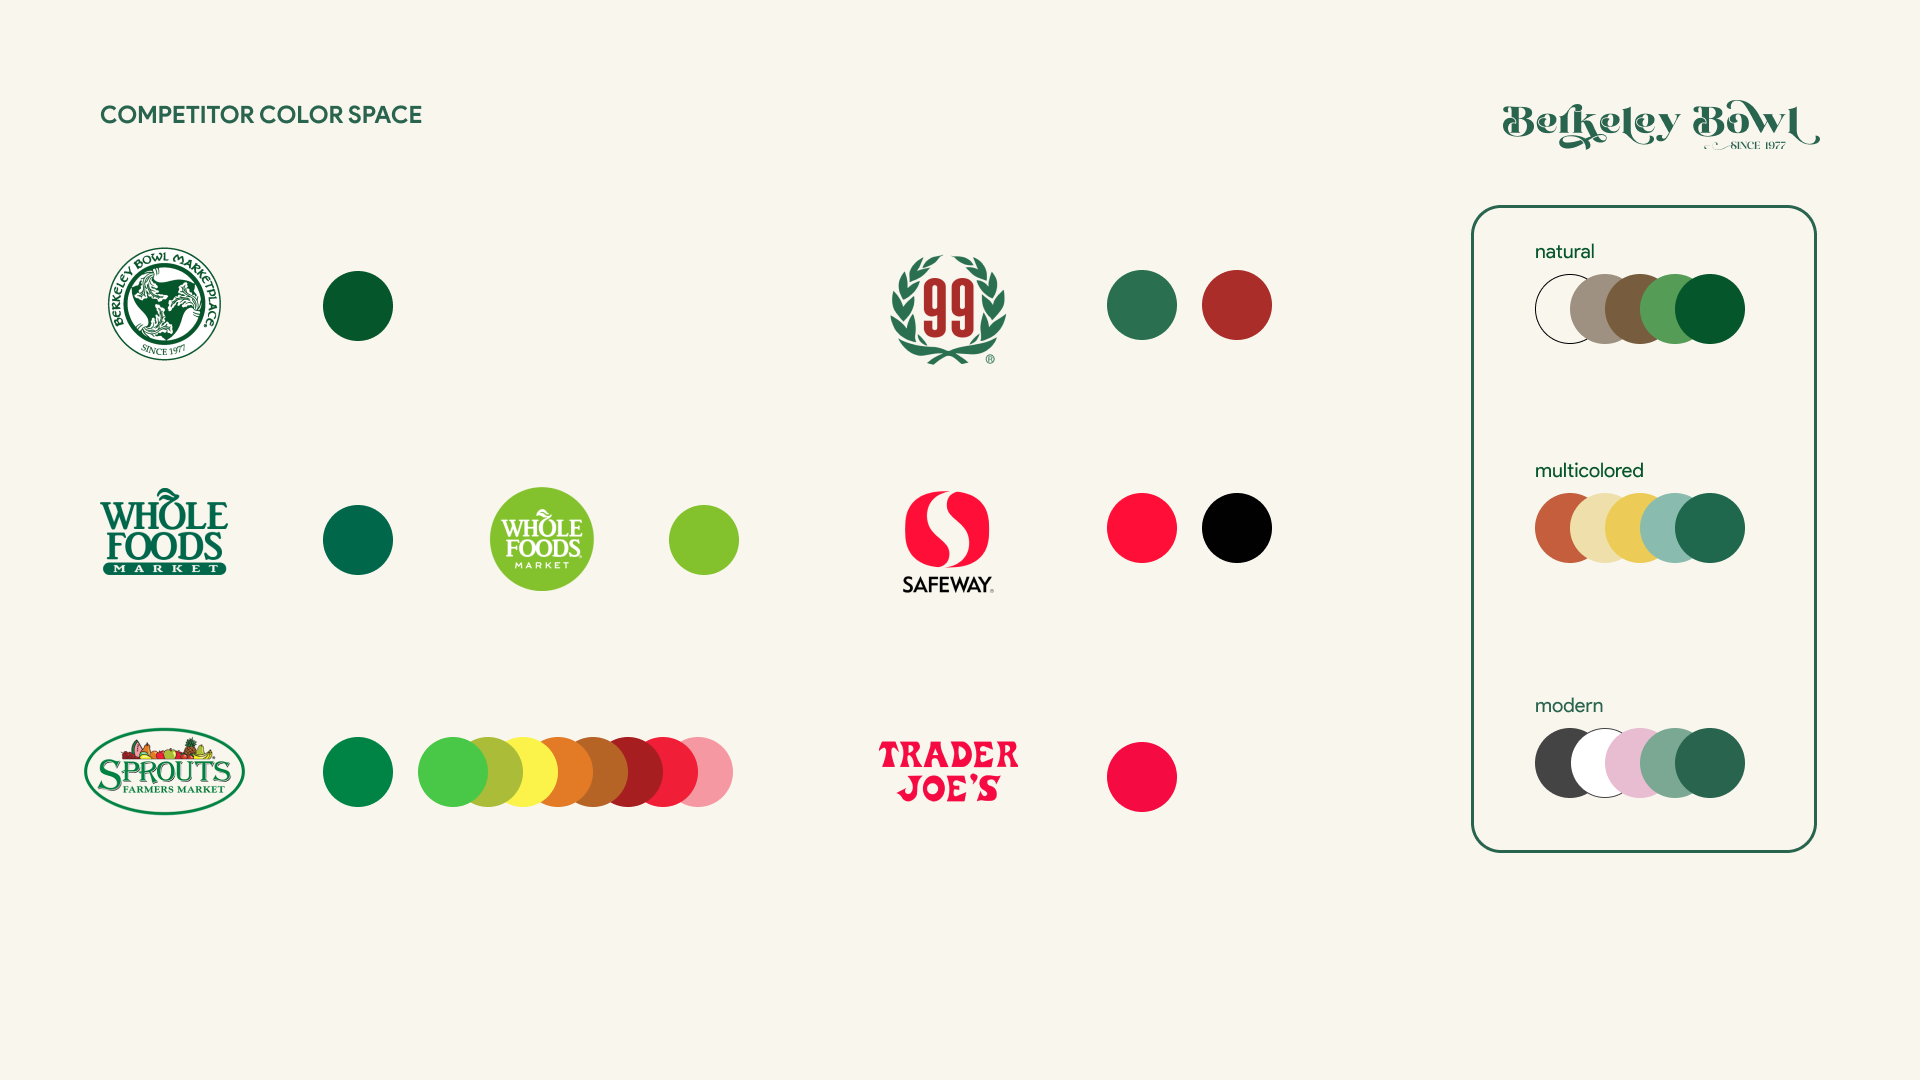 COMPETITOR COLOR SPACE
Berkeley Bowl
SINCE 1977
BERKELEY BOWL MARKETPLACE®
SINCE 1977
99
®
natural
WHOLE
FOODS
MARKET
WHOLE
FOODS
MARKET
SAFEWAY
multicolored
SPROUTS
FARMERS MARKET
TRADER
JOE'S
modern